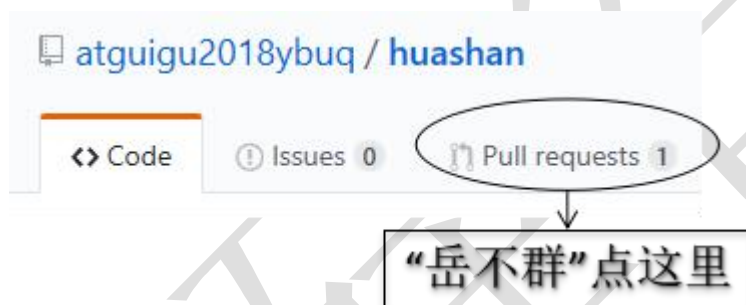 atguigu2018ybuq / huashan
<> Code Issues 0 Pull requests 1
“岳不群”点这里